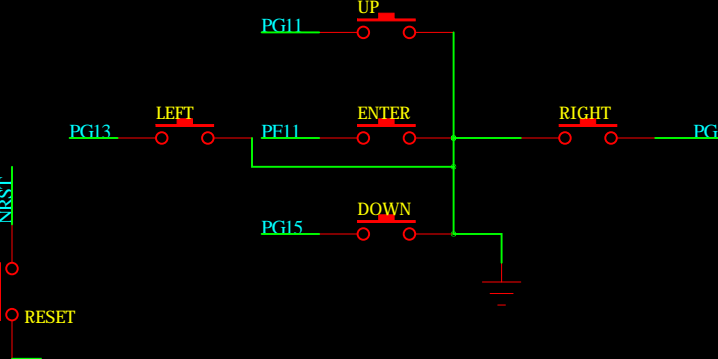 UP
PG11
LEFT
ENTER
RIGHT
PG13
PF11
PG
NRST
DOWN
PG15
RESET